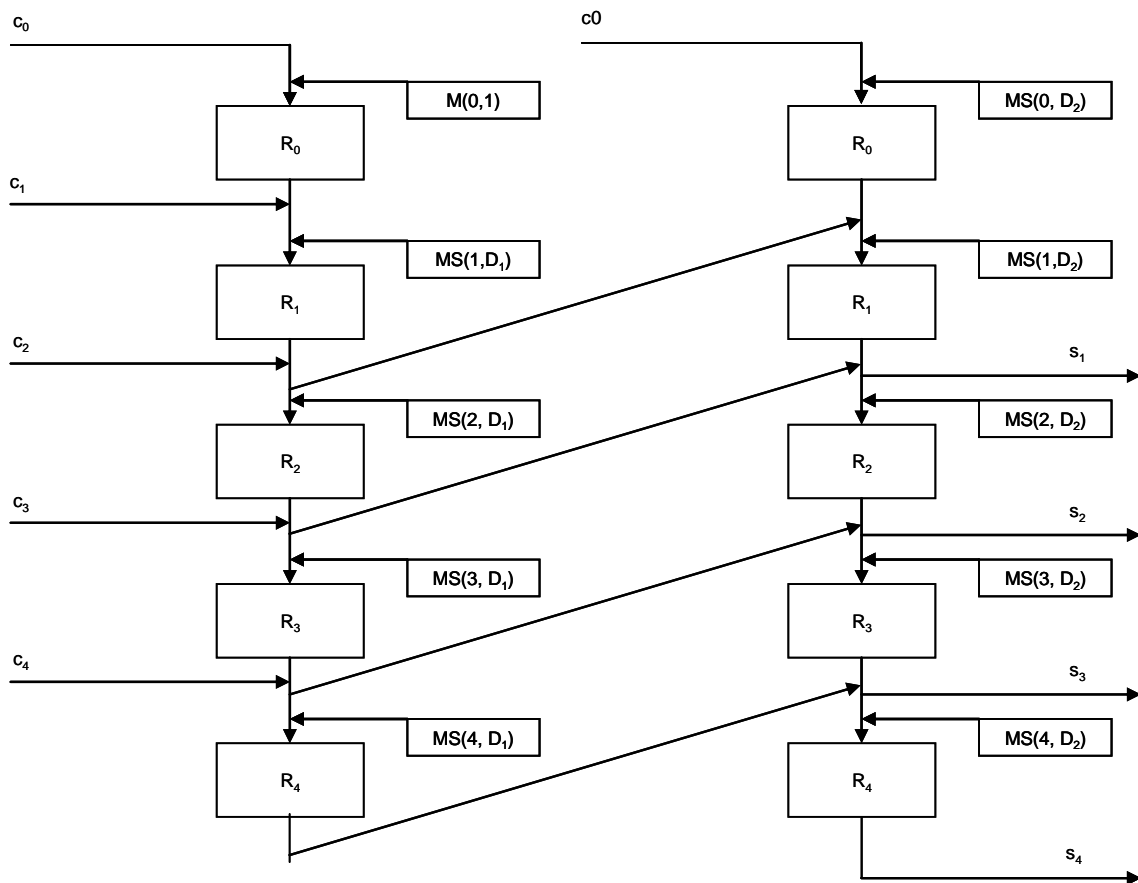 c₀
c0
M(0,1)
MS(0, D₂)
R₀
R₀
c₁
MS(1,D₁)
MS(1,D₂)
R₁
R₁
c₂
s₁
MS(2, D₁)
MS(2, D₂)
R₂
R₂
c₃
s₂
MS(3, D₁)
MS(3, D₂)
R₃
R₃
c₄
s₃
MS(4, D₁)
MS(4, D₂)
R₄
R₄
s₄